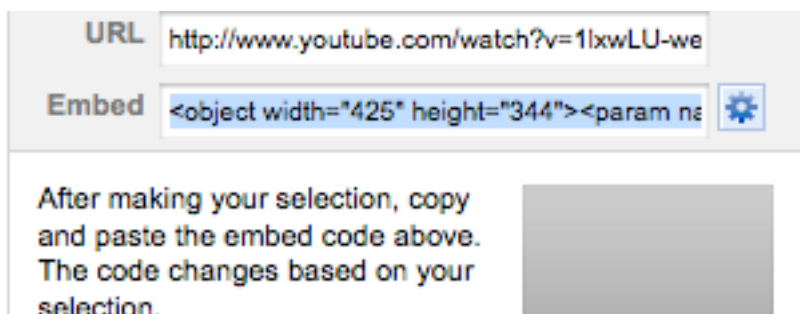 URL http://www.youtube.com/watch?v=1lxwLU-we
Embed <object width="425" height="344"><param na
After making your selection, copy
and paste the embed code above.
The code changes based on your
selection.